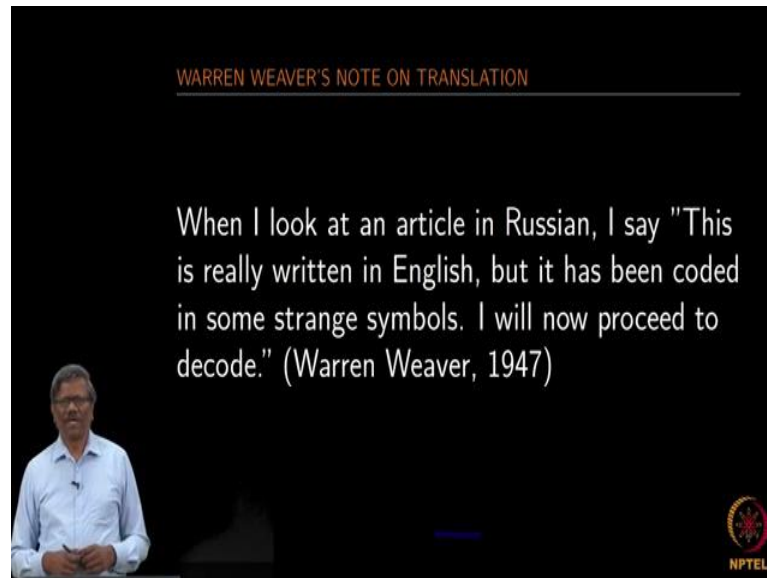 WARREN WEAVER'S NOTE ON TRANSLATION
When I look at an article in Russian, I say "This
is really written in English, but it has been coded
in some strange symbols. I will now proceed to
decode." (Warren Weaver, 1947)
NPTEL